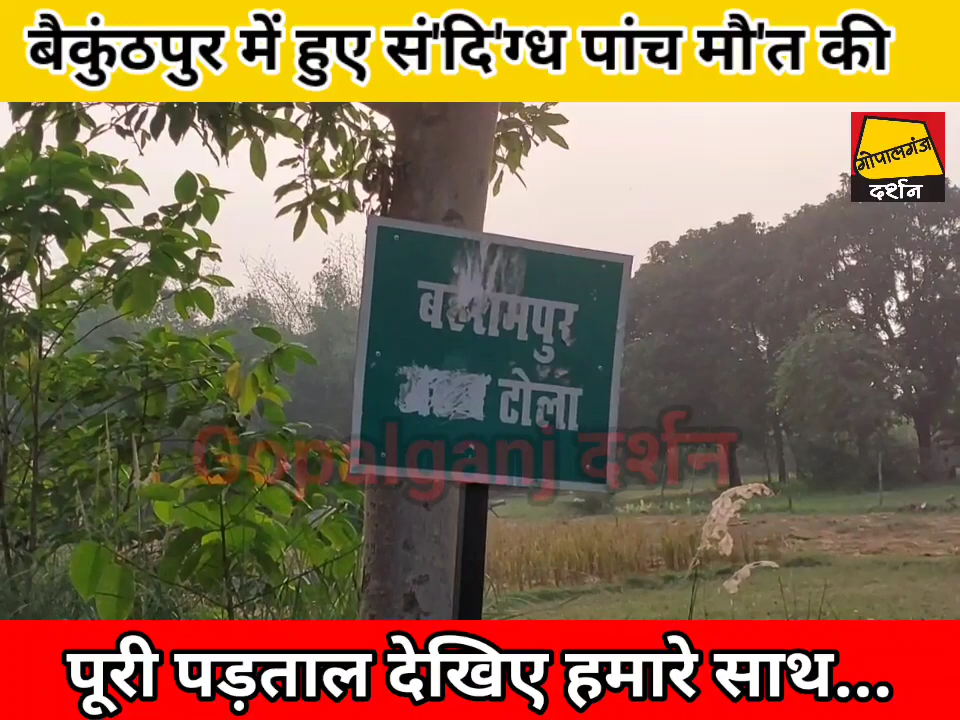 बैकुंठपुर में हुए सं'दि'ग्ध पांच मौ'त की
गोपालगंज
दर्शन
टोला
Gopalganj दर्शन
पूरी पड़ताल देखिए हमारे साथ...